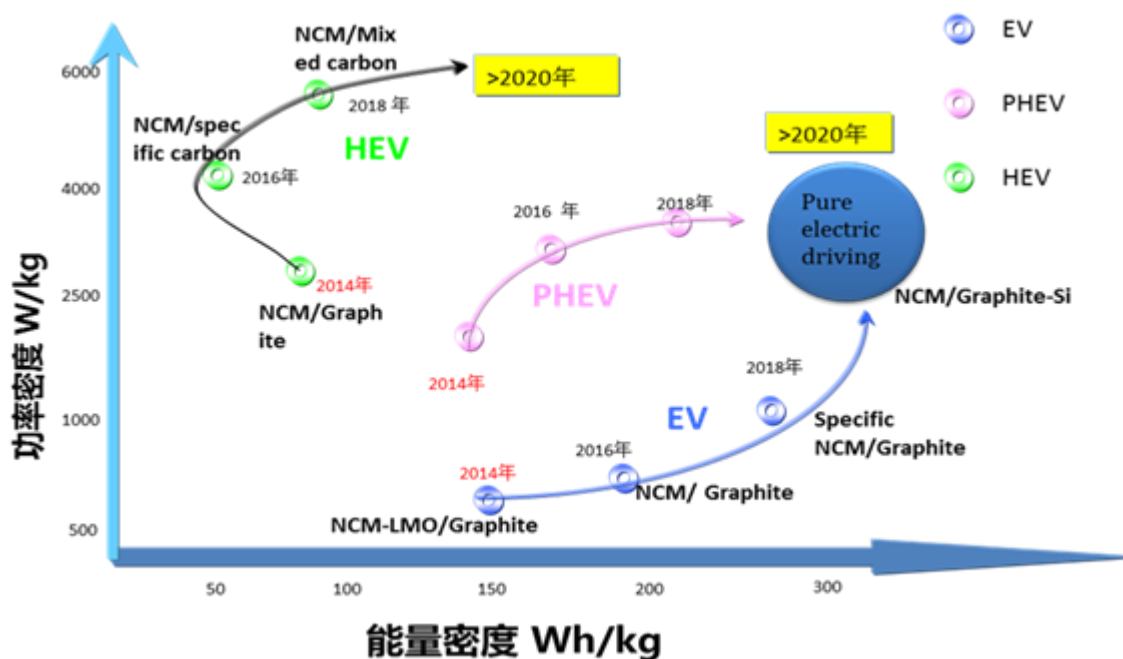 NCM/Mix
ed carbon
>2020年
2018 年
NCM/spec
ific carbon
HEV
2016年
2014年
NCM/Graph
ite
EV
PHEV
HEV
>2020年
Pure
electric
driving
NCM/Graphite-Si
2016 年
2018年
PHEV
2014年
2018年
EV
Specific
NCM/Graphite
2016年
NCM/ Graphite
2014年
NCM-LMO/Graphite
功率密度 W/kg
6000
4000
2500
1000
500
50
100
150
200
300
能量密度 Wh/kg